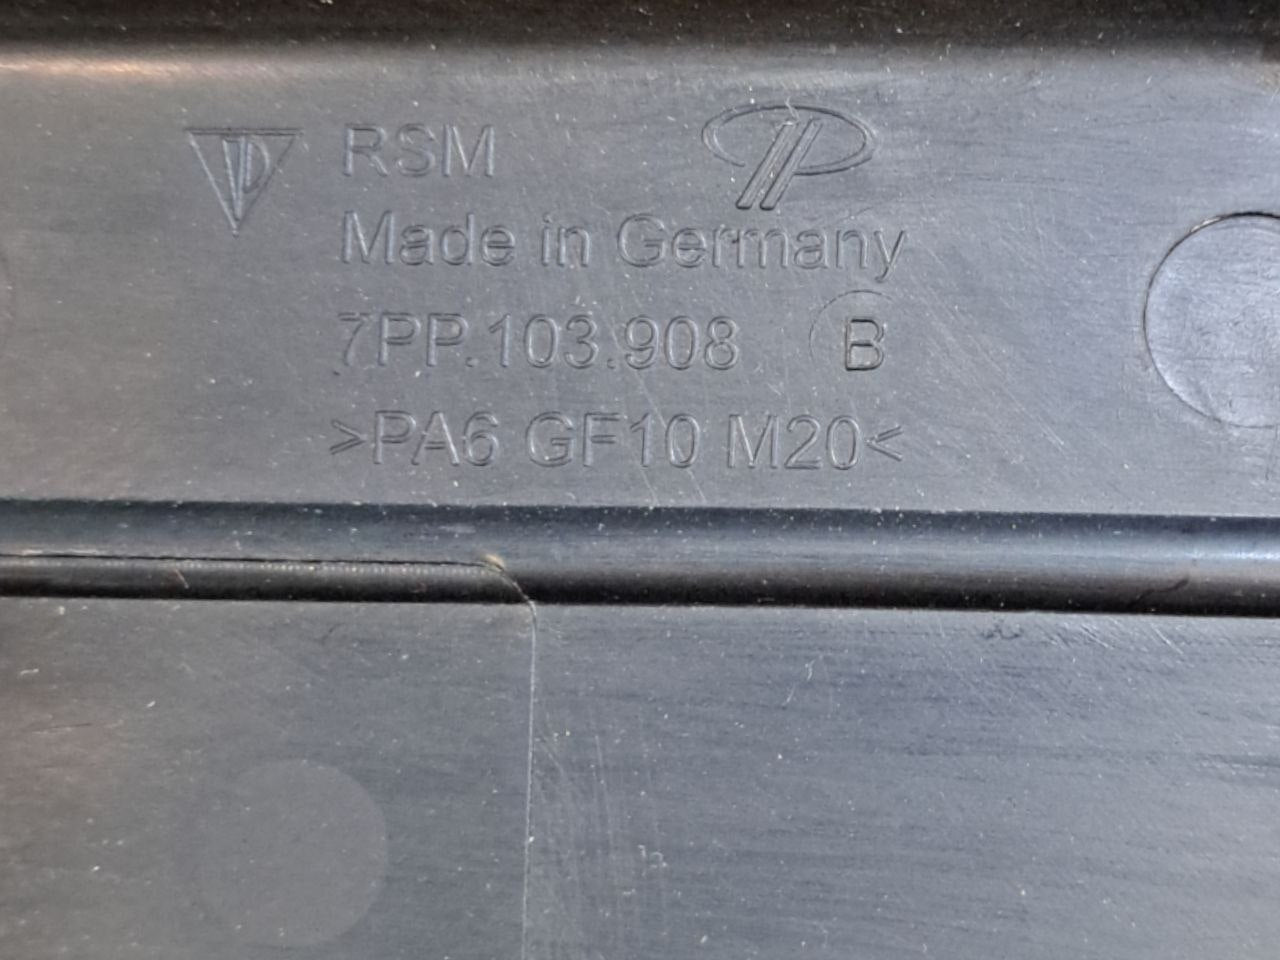 RSM
Made in Germany
7PP.103.908 B
>PA6 GF10 M20<